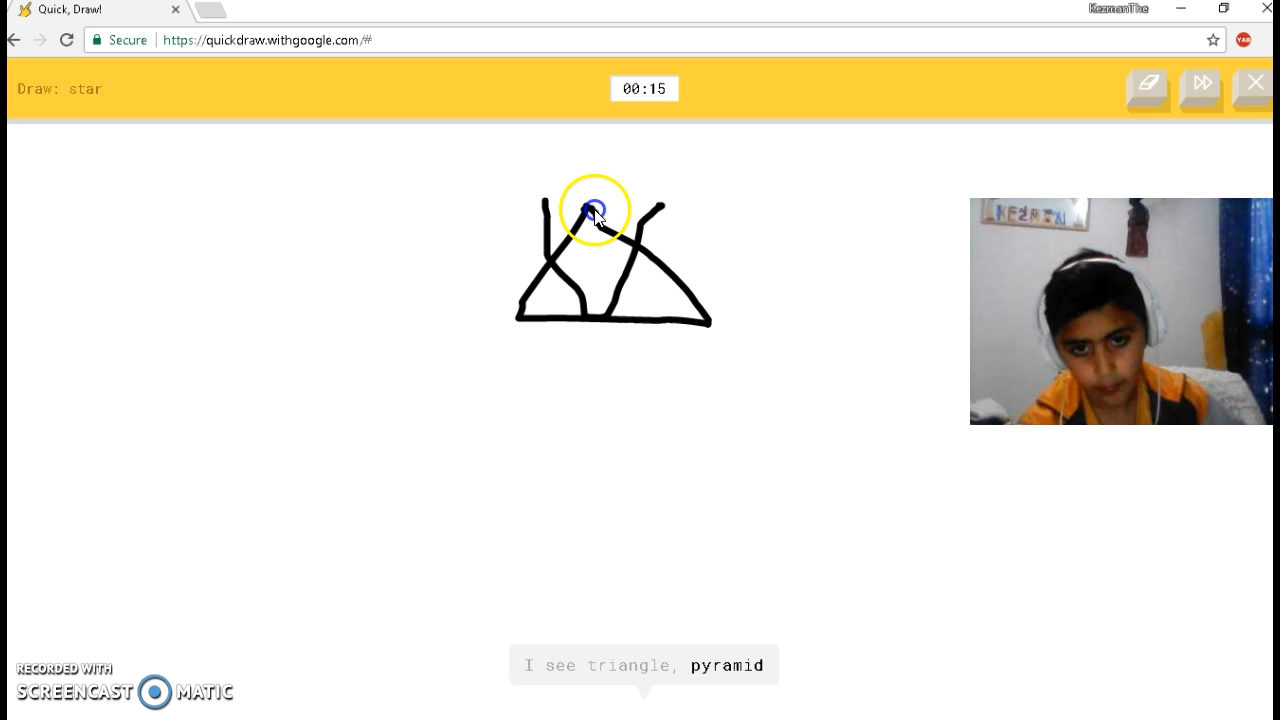 Quick, Draw!
KezmanThe
Secure
https://quickdraw.withgoogle.com/#
Draw: star
00:15
I see triangle, pyramid
RECORDED WITH
SCREENCAST MATIC